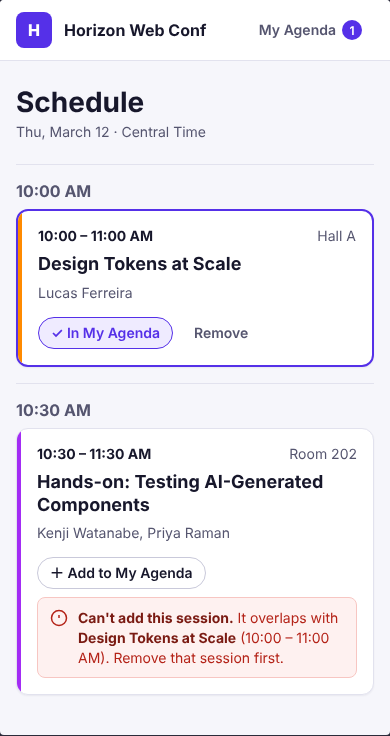 H Horizon Web Conf My Agenda 1
Schedule
Thu, March 12 · Central Time
10:00 AM
10:00 – 11:00 AM Hall A
Design Tokens at Scale
Lucas Ferreira
✓ In My Agenda Remove
10:30 AM
10:30 – 11:30 AM Room 202
Hands-on: Testing AI-Generated
Components
Kenji Watanabe, Priya Raman
+ Add to My Agenda
Can't add this session. It overlaps with
Design Tokens at Scale (10:00 – 11:00
AM). Remove that session first.